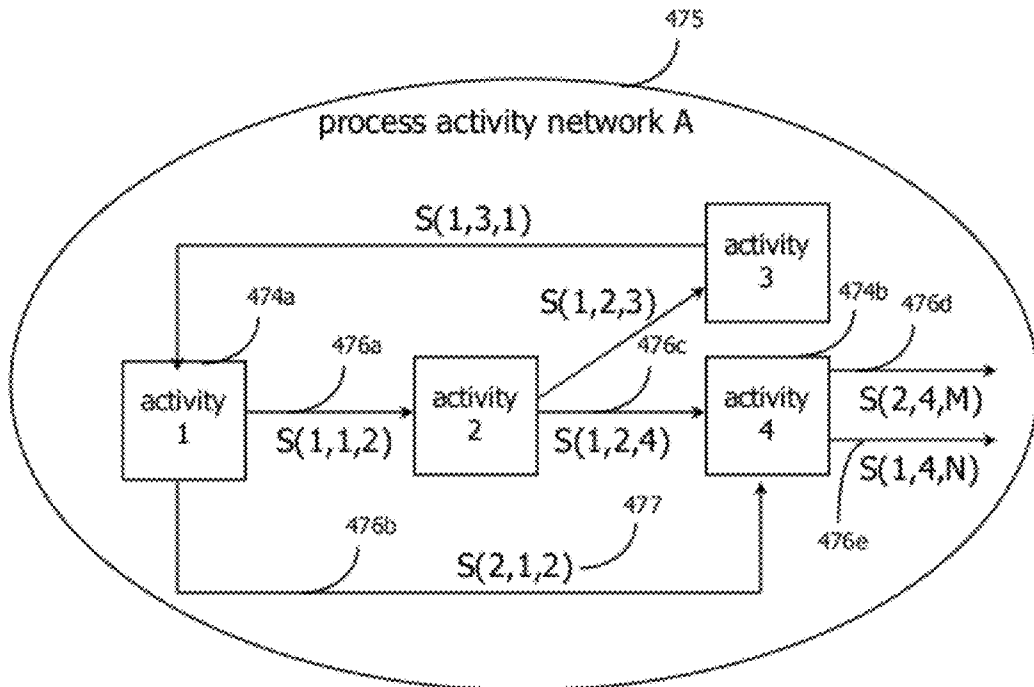 475
process activity network A
S(1,3,1)
activity
3
S(1,2,3)
474a
474b
476d
476a
476c
activity
1
activity
2
activity
4
S(1,1,2)
S(1,2,4)
S(2,4,M)
S(1,4,N)
476b
477
476e
S(2,1,2)